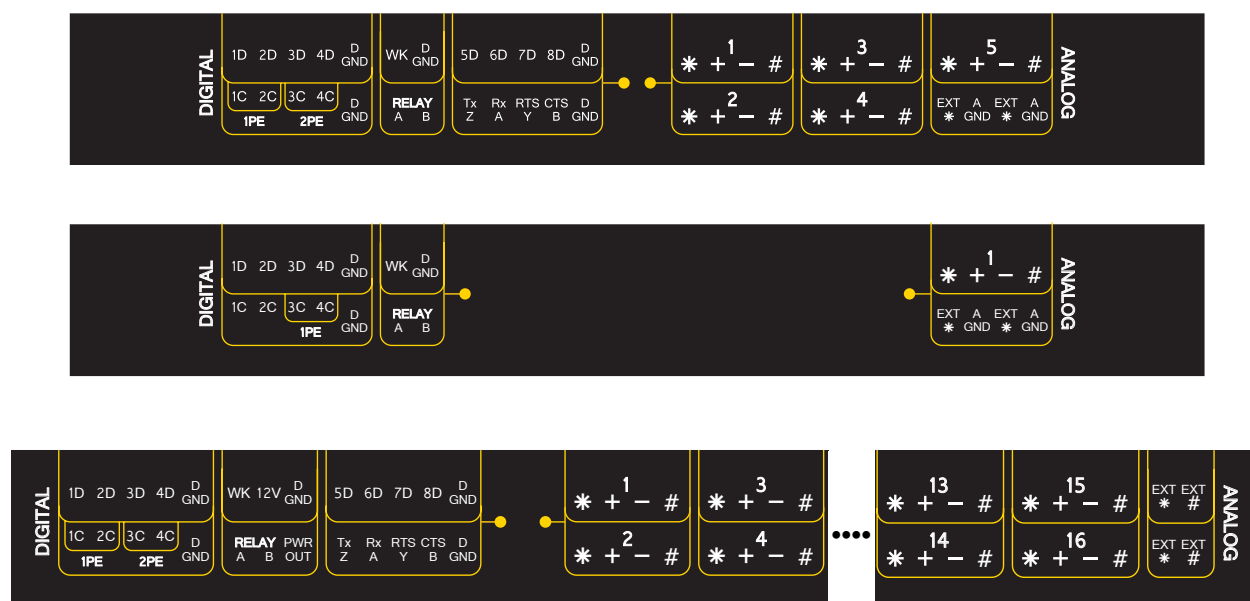 DIGITAL
1D 2D 3D 4D D GND WK D GND 5D 6D 7D 8D D GND
1 3 5
* + – # * + – # * + – #
ANALOG
1C 2C 3C 4C D GND RELAY Tx Rx RTS CTS D
1PE 2PE A B Z A Y B GND
2 4
* + – # * + – # EXT * A GND EXT * A GND
DIGITAL
1D 2D 3D 4D D GND WK D GND
1
* + – #
ANALOG
1C 2C 3C 4C D GND RELAY
1PE A B
EXT * A GND EXT * A GND
DIGITAL
1D 2D 3D 4D D GND WK 12V D GND 5D 6D 7D 8D D GND
1 3 13 15
* + – # * + – # * + – # * + – # EXT * EXT #
ANALOG
1C 2C 3C 4C D GND RELAY PWR Tx Rx RTS CTS D
1PE 2PE A B OUT Z A Y B GND
2 4 14 16
* + – # * + – # * + – # * + – # EXT * EXT #